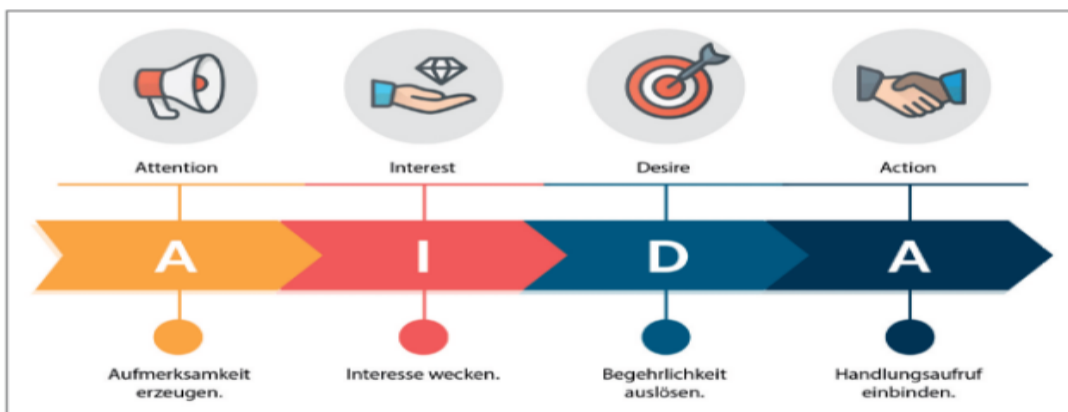 Attention Interest Desire Action
A I D A
Aufmerksamkeit
erzeugen.
Interesse wecken.
Begehrlichkeit
auslösen.
Handlungsaufruf
einbinden.